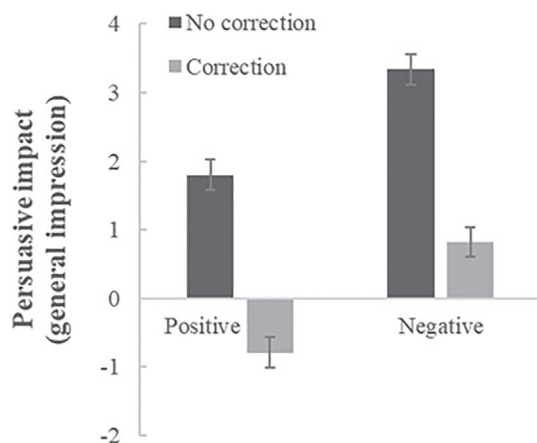 No correction
Correction
Persuasive impact
(general impression)
4
3
2
1
0
-1
-2
Positive
Negative